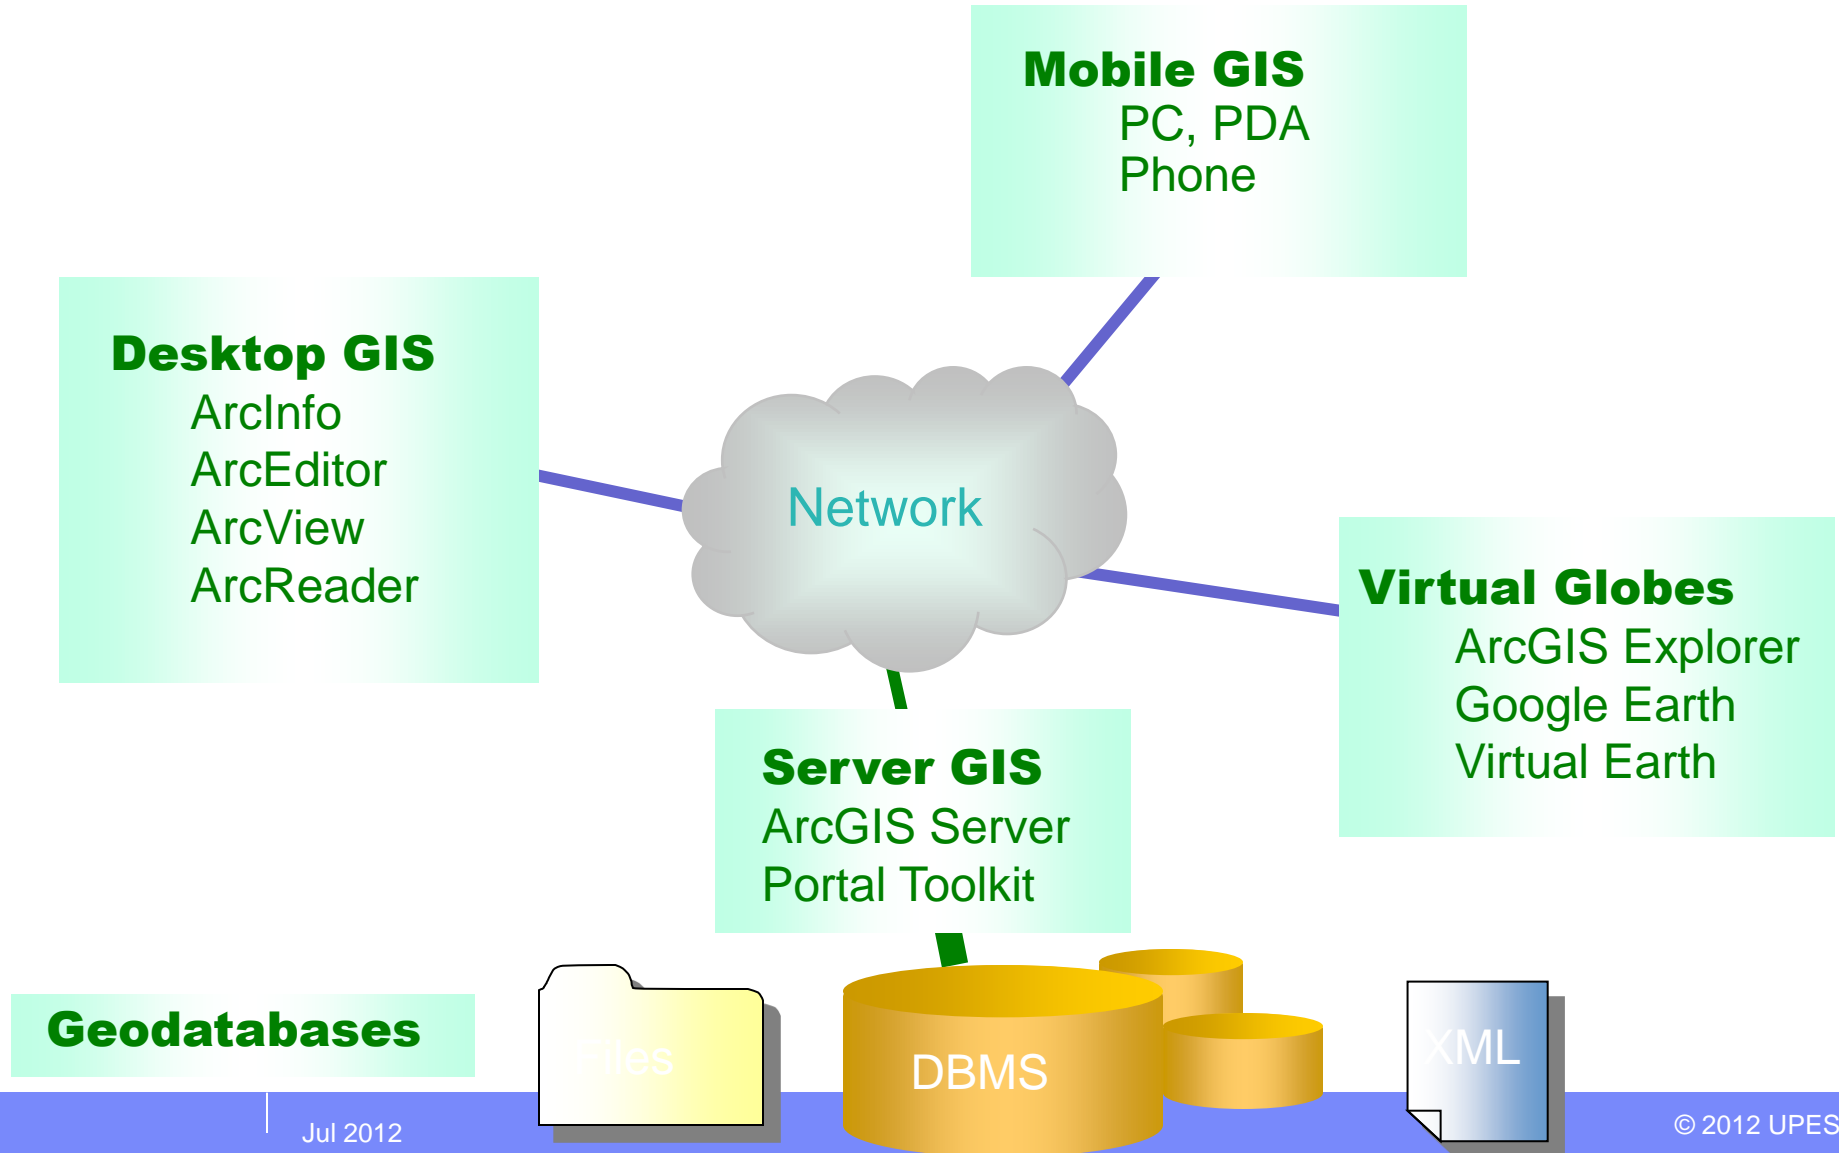 Mobile GIS
PC, PDA
Phone
Desktop GIS
ArcInfo
ArcEditor
ArcView
ArcReader
Network
Virtual Globes
ArcGIS Explorer
Google Earth
Virtual Earth
Server GIS
ArcGIS Server
Portal Toolkit
Geodatabases
Files
DBMS
XML
Jul 2012
© 2012 UPES